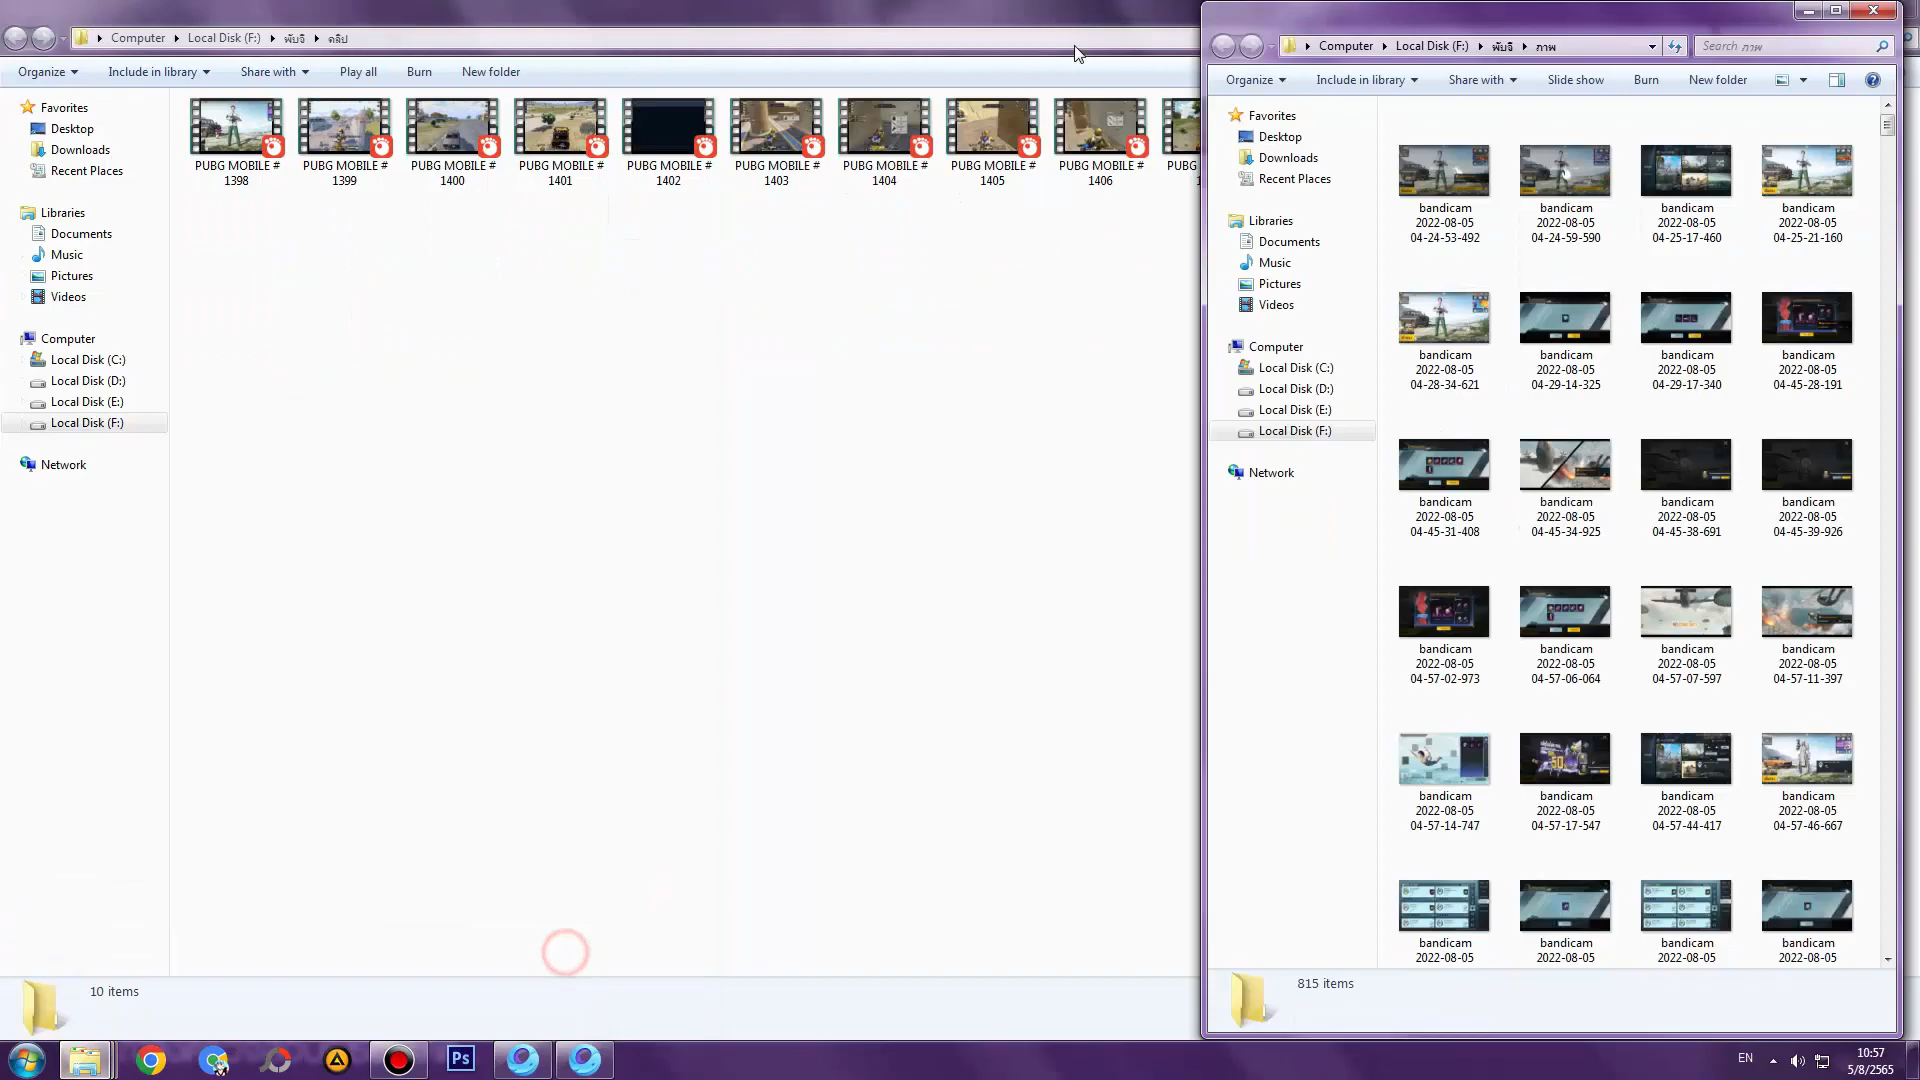 Computer Local Disk (F:) พับจี คลิป
Organize Include in library Share with Play all Burn New folder
Favorites
Desktop
Downloads
Recent Places
Libraries
Documents
Music
Pictures
Videos
Computer
Local Disk (C:)
Local Disk (D:)
Local Disk (E:)
Local Disk (F:)
Network
PUBG MOBILE # PUBG MOBILE # PUBG MOBILE # PUBG MOBILE # PUBG MOBILE # PUBG MOBILE # PUBG MOBILE # PUBG MOBILE # PUBG MOBILE #
1398 1399 1400 1401 1402 1403 1404 1405 1406
10 items
Computer Local Disk (F:) พับจี ภาพ Search ภาพ
Organize Include in library Share with Slide show Burn New folder
Favorites
Desktop
Downloads
Recent Places
Libraries
Documents
Music
Pictures
Videos
Computer
Local Disk (C:)
Local Disk (D:)
Local Disk (E:)
Local Disk (F:)
Network
bandicam bandicam bandicam bandicam
2022-08-05 2022-08-05 2022-08-05 2022-08-05
04-24-53-492 04-24-59-590 04-25-17-460 04-25-21-160
bandicam bandicam bandicam bandicam
2022-08-05 2022-08-05 2022-08-05 2022-08-05
04-28-34-621 04-29-14-325 04-29-17-340 04-45-28-191
bandicam bandicam bandicam bandicam
2022-08-05 2022-08-05 2022-08-05 2022-08-05
04-45-31-408 04-45-34-925 04-45-38-691 04-45-39-926
bandicam bandicam bandicam bandicam
2022-08-05 2022-08-05 2022-08-05 2022-08-05
04-57-02-973 04-57-06-064 04-57-07-597 04-57-11-397
bandicam bandicam bandicam bandicam
2022-08-05 2022-08-05 2022-08-05 2022-08-05
04-57-14-747 04-57-17-547 04-57-44-417 04-57-46-667
bandicam bandicam bandicam bandicam
2022-08-05 2022-08-05 2022-08-05 2022-08-05
815 items
Ps
EN
10:57
5/8/2565